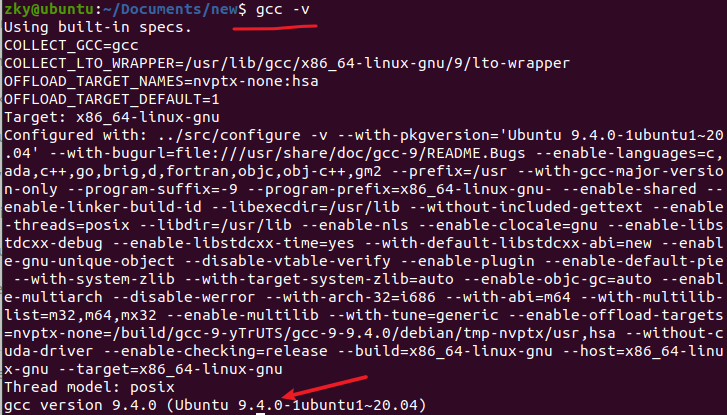 zky@ubuntu:~/Documents/new$ gcc -v
Using built-in specs.
COLLECT_GCC=gcc
COLLECT_LTO_WRAPPER=/usr/lib/gcc/x86_64-linux-gnu/9/lto-wrapper
OFFLOAD_TARGET_NAMES=nvptx-none:hsa
OFFLOAD_TARGET_DEFAULT=1
Target: x86_64-linux-gnu
Configured with: ../src/configure -v --with-pkgversion='Ubuntu 9.4.0-1ubuntu1~20
.04' --with-bugurl=file:///usr/share/doc/gcc-9/README.Bugs --enable-languages=c,
ada,c++,go,brig,d,fortran,objc,obj-c++,gm2 --prefix=/usr --with-gcc-major-versio
n-only --program-suffix=-9 --program-prefix=x86_64-linux-gnu- --enable-shared --
enable-linker-build-id --libexecdir=/usr/lib --without-included-gettext --enable
-threads=posix --libdir=/usr/lib --enable-nls --enable-clocale=gnu --enable-libs
tdcxx-debug --enable-libstdcxx-time=yes --with-default-libstdcxx-abi=new --enabl
e-gnu-unique-object --disable-vtable-verify --enable-plugin --enable-default-pie
 --with-system-zlib --with-target-system-zlib=auto --enable-objc-gc=auto --enabl
e-multiarch --disable-werror --with-arch-32=i686 --with-abi=m64 --with-multilib-
list=m32,m64,mx32 --enable-multilib --with-tune=generic --enable-offload-targets
=nvptx-none=/build/gcc-9-yTrUTS/gcc-9-9.4.0/debian/tmp-nvptx/usr,hsa --without-c
uda-driver --enable-checking=release --build=x86_64-linux-gnu --host=x86_64-linu
x-gnu --target=x86_64-linux-gnu
Thread model: posix
gcc version 9.4.0 (Ubuntu 9.4.0-1ubuntu1~20.04)